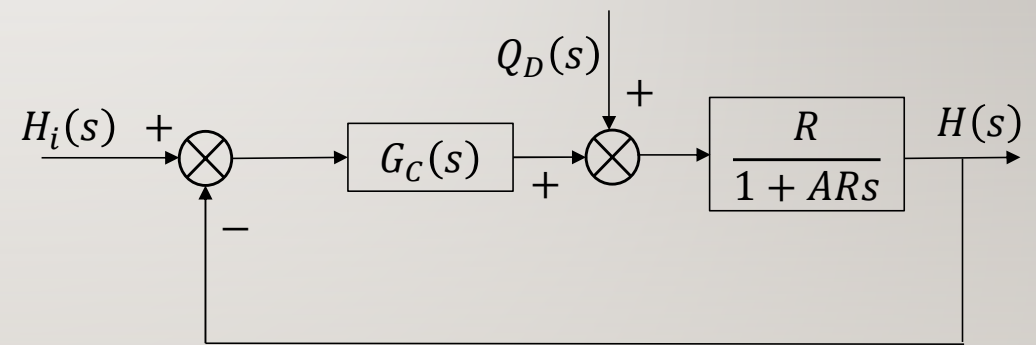 Q_D(s)
+
H_i(s) +
G_C(s)
+
R
1 + ARs
H(s)
−